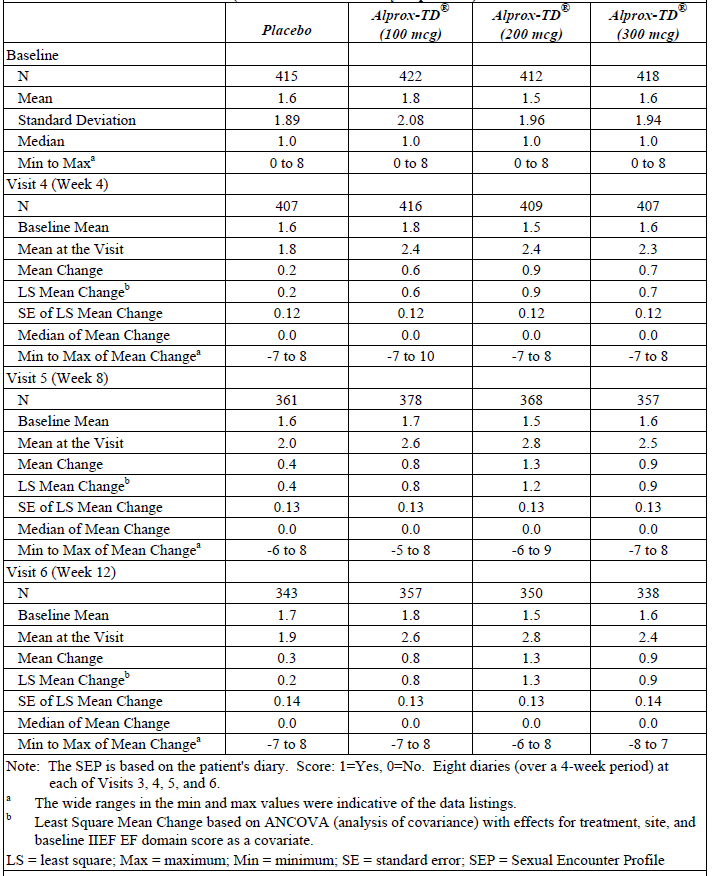 Placebo Alprox-TD® (100 mcg) Alprox-TD® (200 mcg) Alprox-TD® (300 mcg)
Baseline
N 415 422 412 418
Mean 1.6 1.8 1.5 1.6
Standard Deviation 1.89 2.08 1.96 1.94
Median 1.0 1.0 1.0 1.0
Min to Maxa 0 to 8 0 to 8 0 to 8 0 to 8
Visit 4 (Week 4)
N 407 416 409 407
Baseline Mean 1.6 1.8 1.5 1.6
Mean at the Visit 1.8 2.4 2.4 2.3
Mean Change 0.2 0.6 0.9 0.7
LS Mean Changeb 0.2 0.6 0.9 0.7
SE of LS Mean Change 0.12 0.12 0.12 0.12
Median of Mean Change 0.0 0.0 0.0 0.0
Min to Max of Mean Changea -7 to 8 -7 to 10 -7 to 8 -7 to 8
Visit 5 (Week 8)
N 361 378 368 357
Baseline Mean 1.6 1.7 1.5 1.6
Mean at the Visit 2.0 2.6 2.8 2.5
Mean Change 0.4 0.8 1.3 0.9
LS Mean Changeb 0.4 0.8 1.2 0.9
SE of LS Mean Change 0.13 0.13 0.13 0.13
Median of Mean Change 0.0 0.0 0.0 0.0
Min to Max of Mean Changea -6 to 8 -5 to 8 -6 to 9 -7 to 8
Visit 6 (Week 12)
N 343 357 350 338
Baseline Mean 1.7 1.8 1.5 1.6
Mean at the Visit 1.9 2.6 2.8 2.4
Mean Change 0.3 0.8 1.3 0.9
LS Mean Changeb 0.2 0.8 1.3 0.9
SE of LS Mean Change 0.14 0.13 0.13 0.14
Median of Mean Change 0.0 0.0 0.0 0.0
Min to Max of Mean Changea -7 to 8 -7 to 8 -6 to 8 -8 to 7
Note: The SEP is based on the patient's diary. Score: 1=Yes, 0=No. Eight diaries (over a 4-week period) at
each of Visits 3, 4, 5, and 6.
a The wide ranges in the min and max values were indicative of the data listings.
b Least Square Mean Change based on ANCOVA (analysis of covariance) with effects for treatment, site, and
baseline IIEF EF domain score as a covariate.
LS = least square; Max = maximum; Min = minimum; SE = standard error; SEP = Sexual Encounter Profile